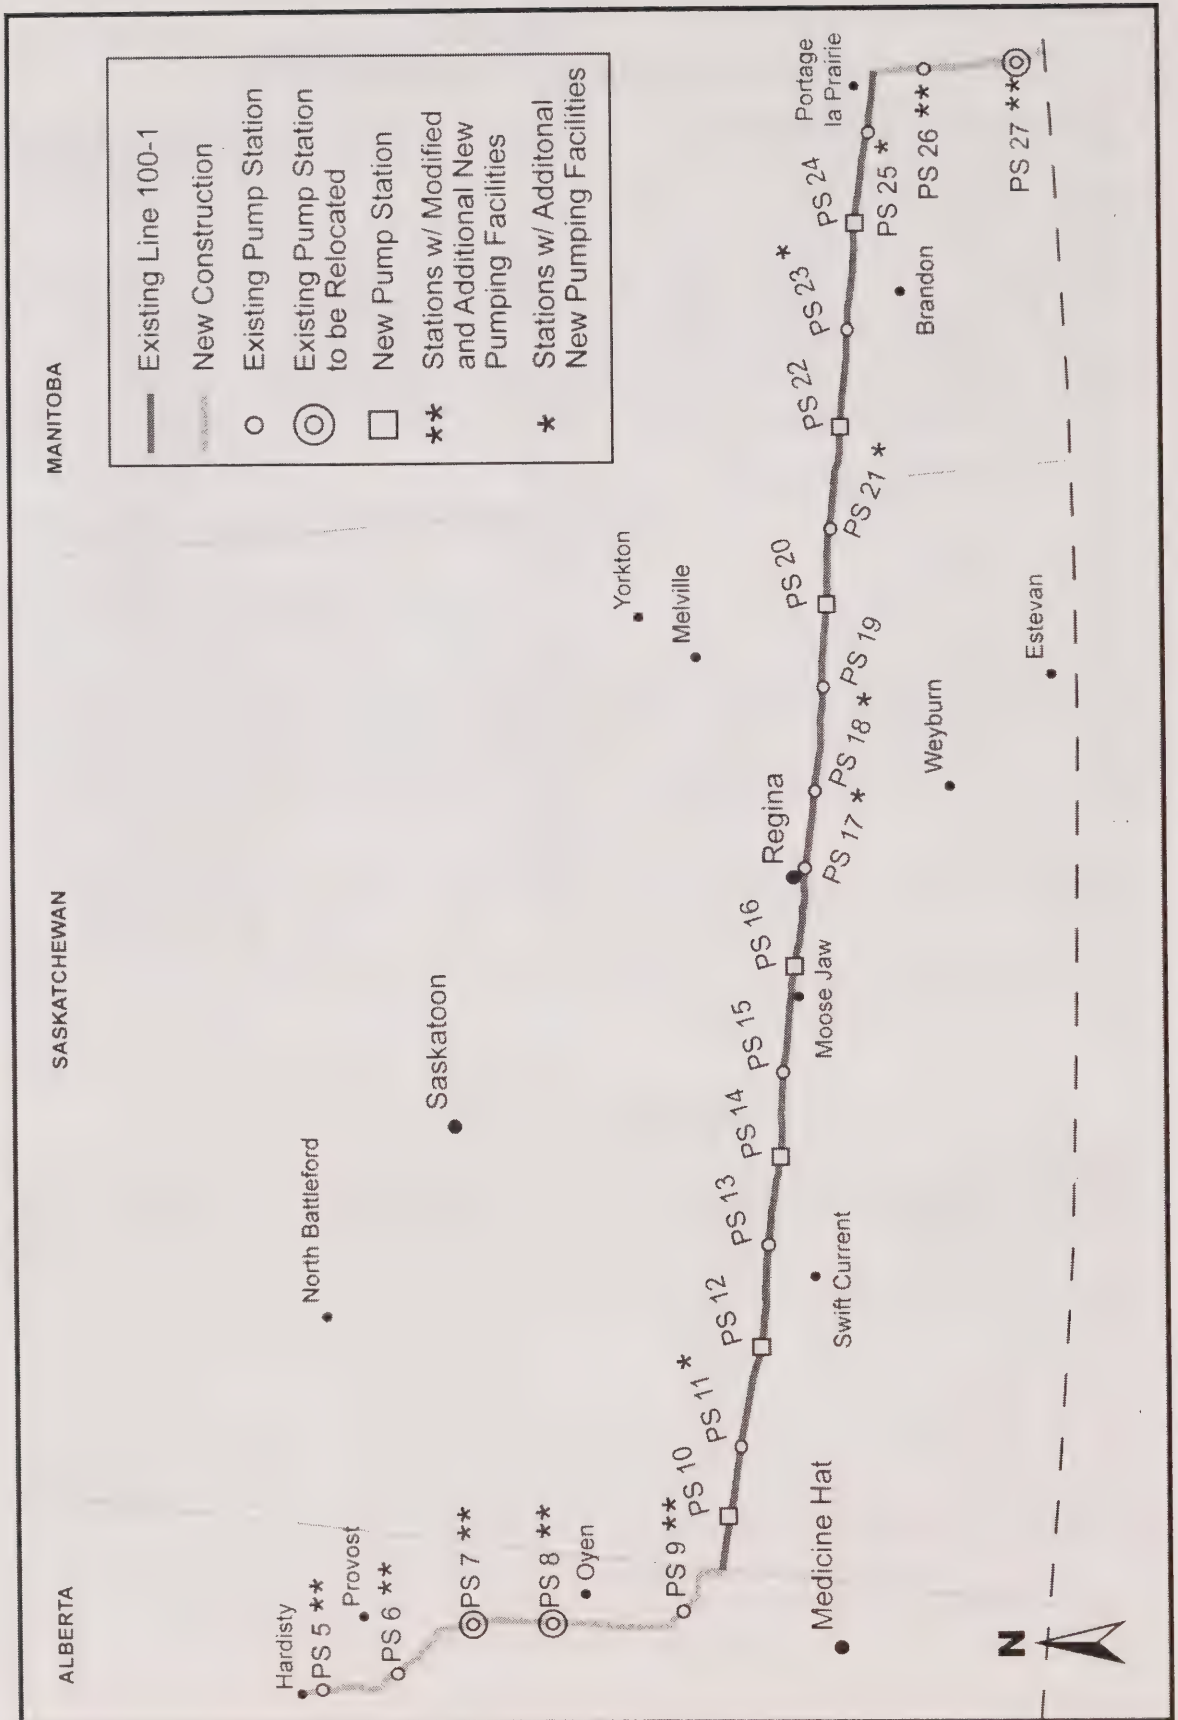 ALBERTA
SASKATCHEWAN
MANITOBA
Existing Line 100-1
New Construction
Existing Pump Station
Existing Pump Station
to be Relocated
New Pump Station
** Stations w/ Modified
and Additional New
Pumping Facilities
* Stations w/ Additonal
New Pumping Facilities
Hardisty
PS 5 **
Provost
PS 6 **
PS 7 **
PS 8 **
Oyen
PS 9 **
PS 10
PS 11 *
PS 12
PS 13
PS 14
PS 15
PS 16
PS 17 *
PS 18 *
PS 19
PS 20
PS 21 *
PS 22
PS 23 *
PS 24
PS 25 *
PS 26 **
PS 27 **
North Battleford
Saskatoon
Yorkton
Melville
Regina
Moose Jaw
Swift Current
Medicine Hat
Weyburn
Estevan
Brandon
Portage
la Prairie
N